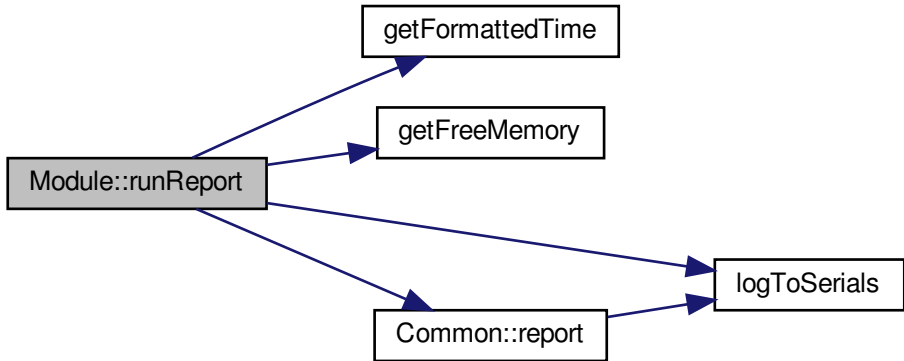 getFormattedTime
getFreeMemory
Module::runReport
logToSerials
Common::report